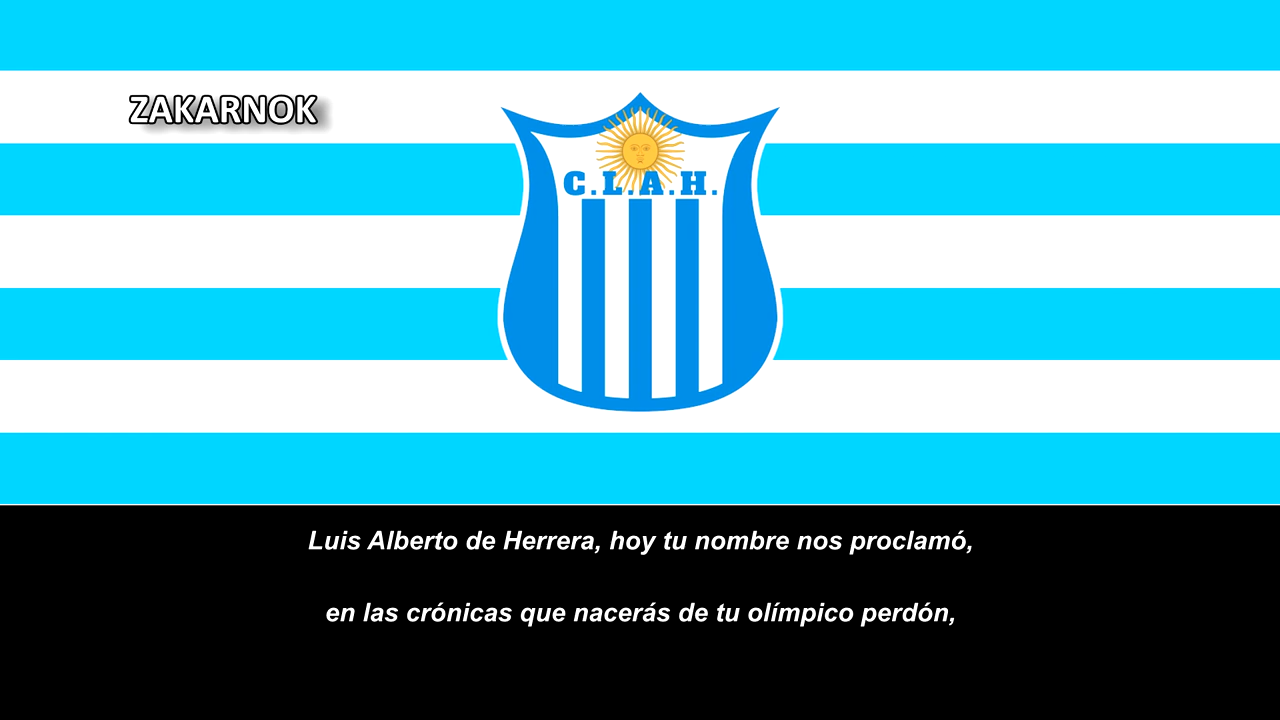 ZAKARNOK
C.L.A.H.
Luis Alberto de Herrera, hoy tu nombre nos proclamó,
en las crónicas que nacerás de tu olímpico perdón,